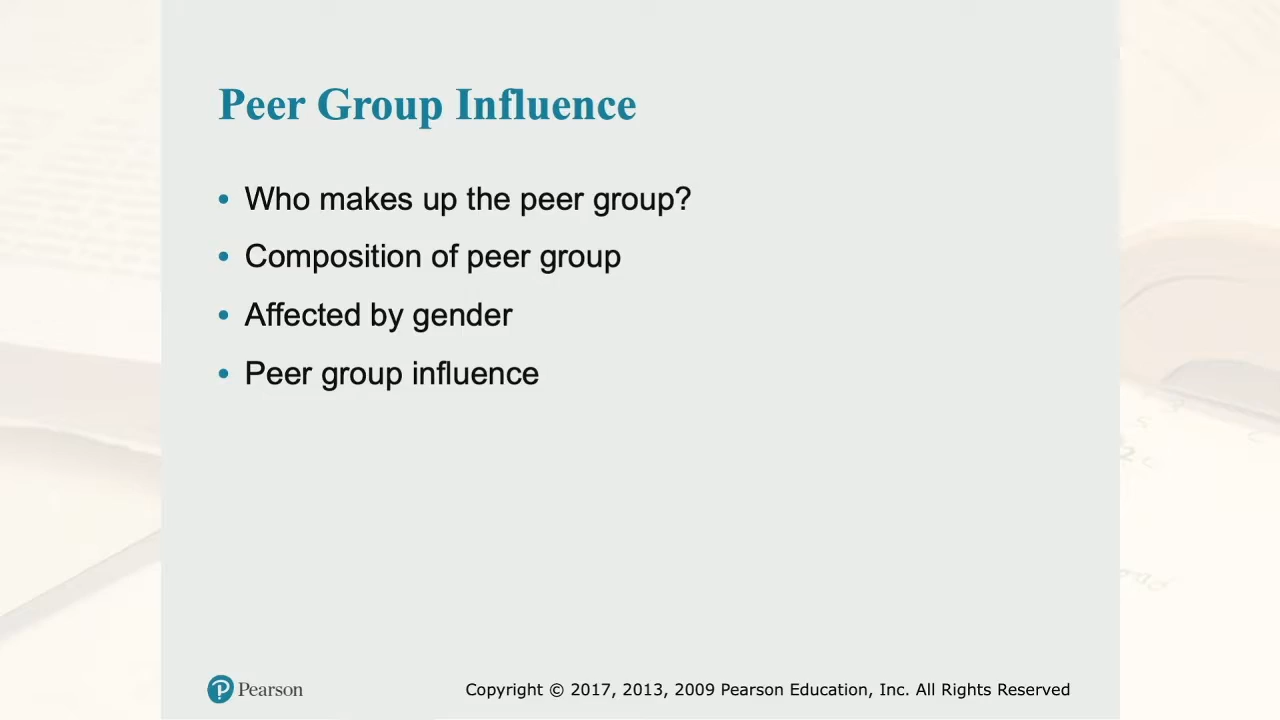 Peer Group Influence
• Who makes up the peer group?
• Composition of peer group
• Affected by gender
• Peer group influence
Pearson
Copyright © 2017, 2013, 2009 Pearson Education, Inc. All Rights Reserved